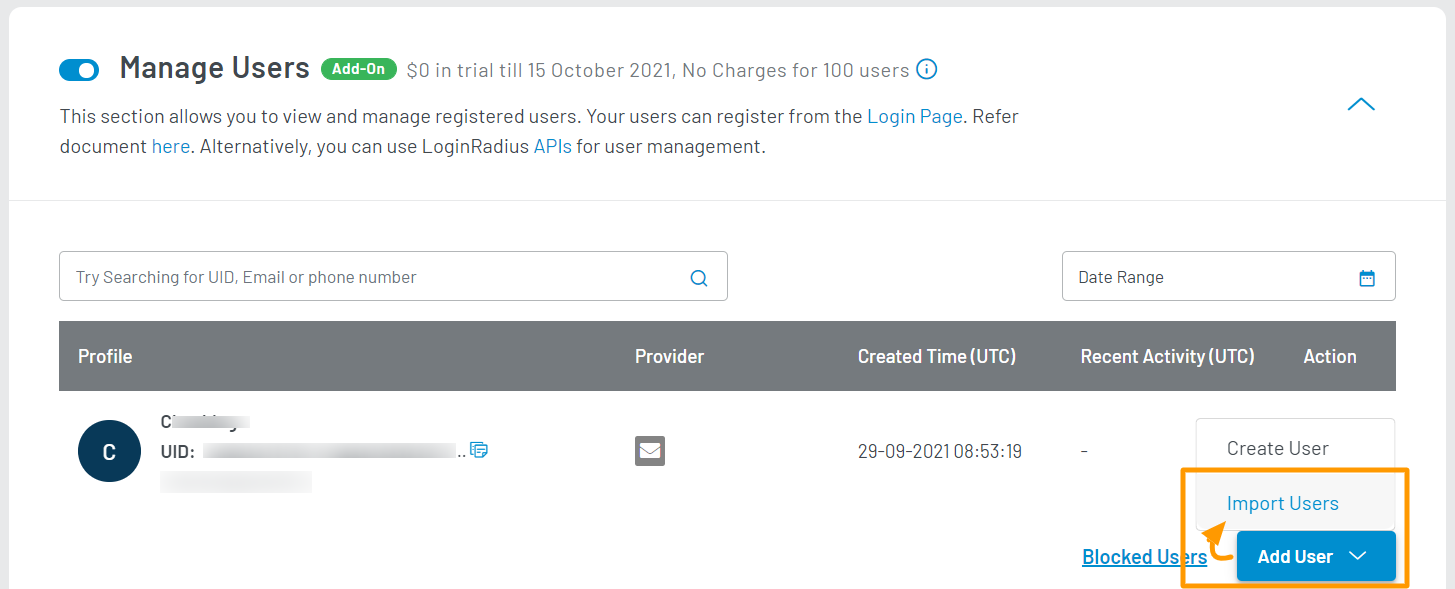 Manage Users Add-On $0 in trial till 15 October 2021, No Charges for 100 users
This section allows you to view and manage registered users. Your users can register from the Login Page. Refer
document here. Alternatively, you can use LoginRadius APIs for user management.
Try Searching for UID, Email or phone number Date Range
Profile Provider Created Time (UTC) Recent Activity (UTC) Action
C
C
UID: .. 29-09-2021 08:53:19 -
Create User
Import Users
Blocked Users Add User